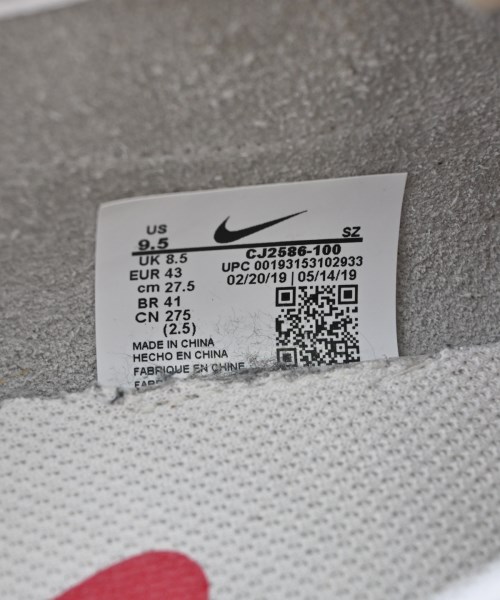 US
9.5
SZ
UK 8.5
CJ2586-100
EUR 43
UPC 00193153102933
cm 27.5
02/20/19 | 05/14/19
BR 41
CN 275
(2.5)
MADE IN CHINA
HECHO EN CHINA
FABRIQUE EN CHINE